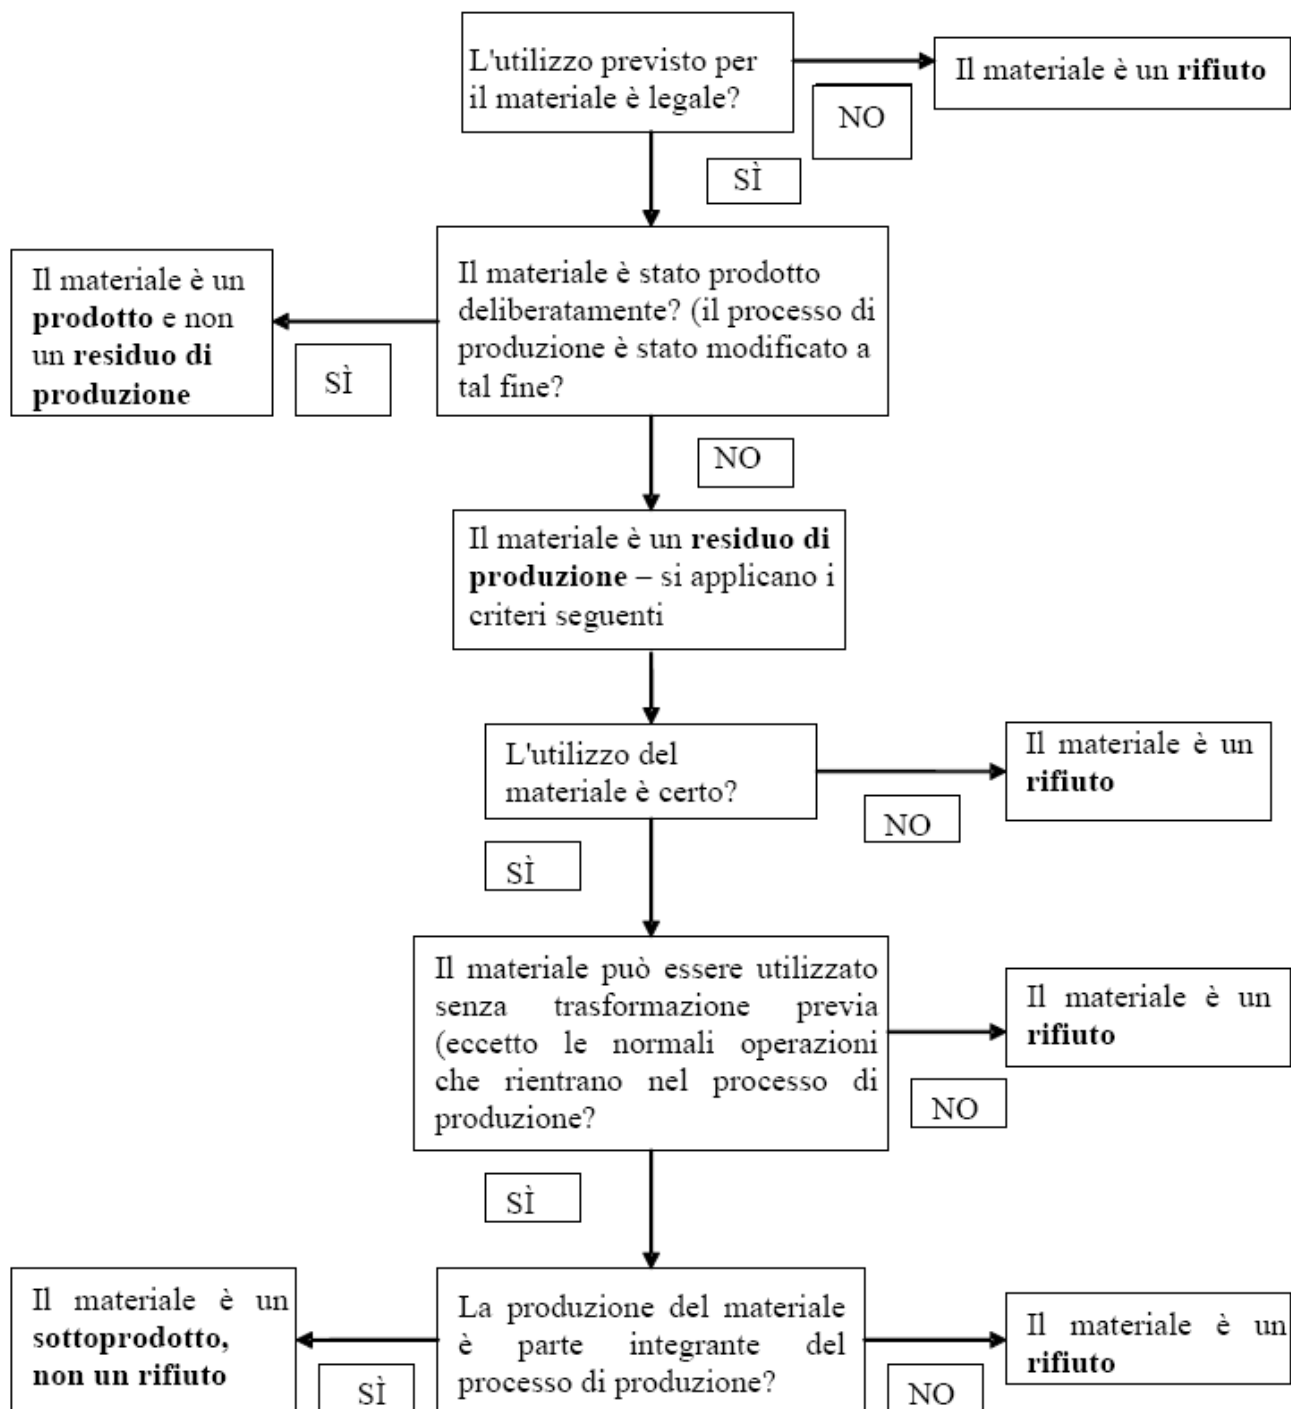 L'utilizzo previsto per
il materiale è legale?
Il materiale è un rifiuto
NO
SÌ
Il materiale è stato prodotto
deliberatamente? (il processo di
produzione è stato modificato a
tal fine?
Il materiale è un
prodotto e non
un residuo di
produzione
SÌ
NO
Il materiale è un residuo di
produzione – si applicano i
criteri seguenti
L'utilizzo del
materiale è certo?
Il materiale è un
rifiuto
NO
SÌ
Il materiale può essere utilizzato
senza trasformazione previa
(eccetto le normali operazioni
che rientrano nel processo di
produzione?
Il materiale è un
rifiuto
NO
SÌ
Il materiale è un
sottoprodotto,
non un rifiuto
SÌ
La produzione del materiale
è parte integrante del
processo di produzione?
Il materiale è un
rifiuto
NO